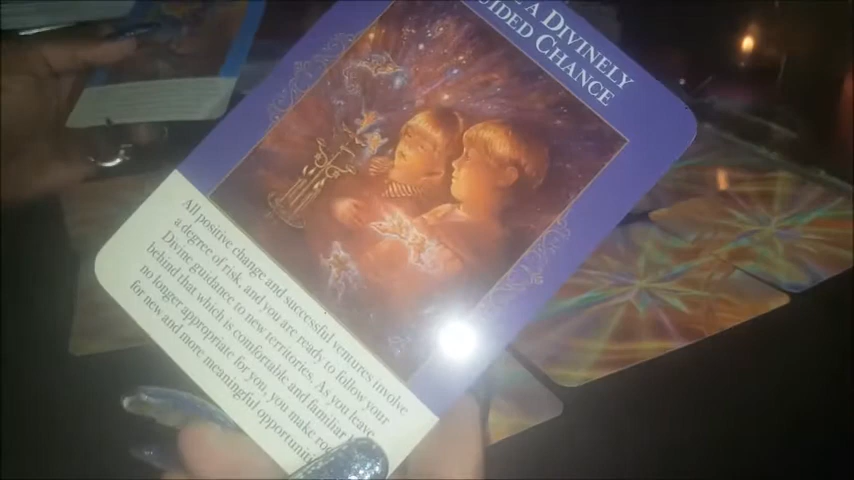 A DIVINELY
GUIDED CHANCE
All positive change and successful ventures involve
a degree of risk, and you are ready to follow your
Divine guidance to new territories. As you leave
behind that which is comfortable and familiar
no longer appropriate for you, you make
for new and more meaningful